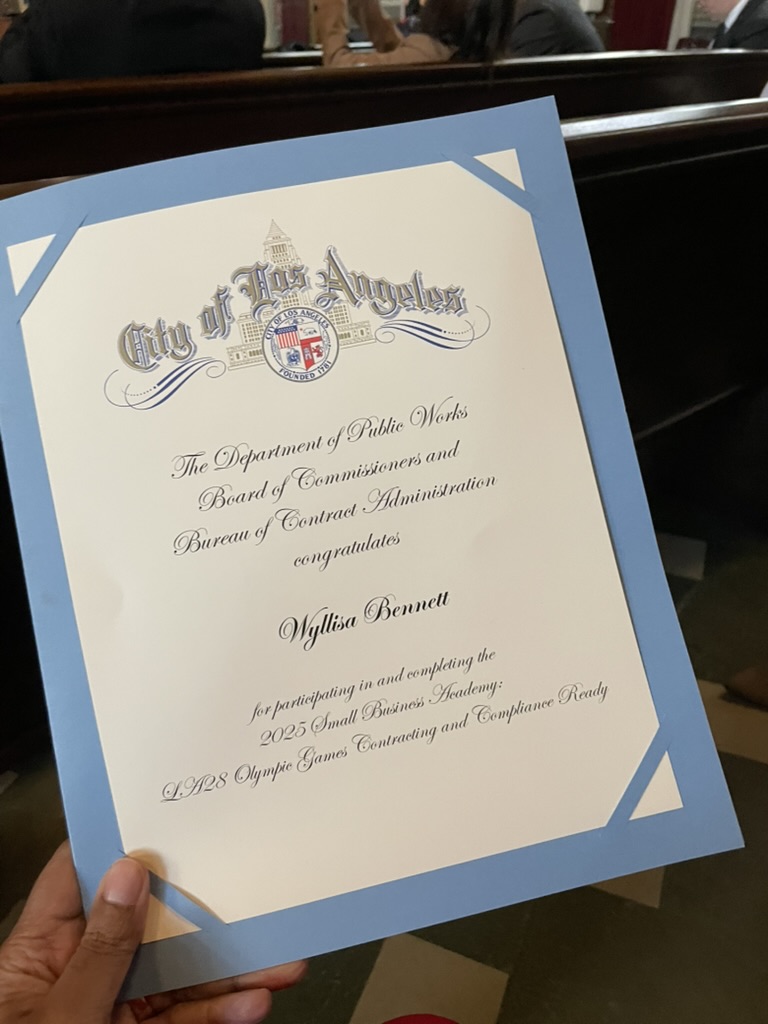 City of Los Angeles
CITY OF LOS ANGELES
FOUNDED 1781
The Department of Public Works
Board of Commissioners and
Bureau of Contract Administration
congratulates
Wyllisa Bennett
for participating in and completing the
2025 Small Business Academy:
LA28 Olympic Games Contracting and Compliance Ready